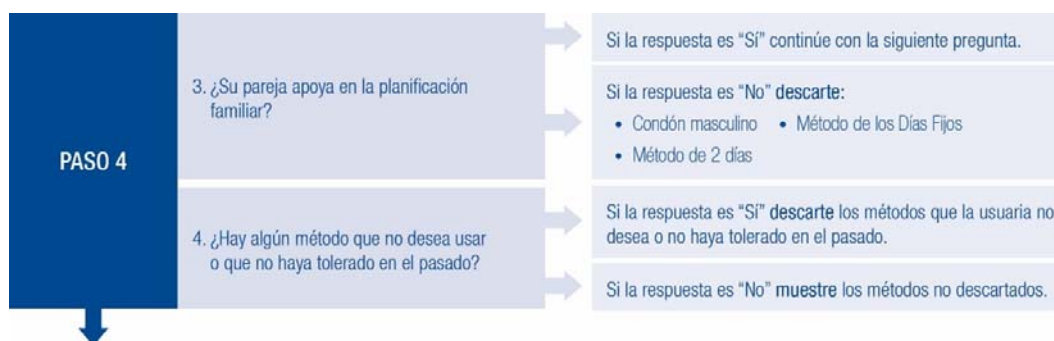 PASO 4
3. ¿Su pareja apoya en la planificación
familiar?
Si la respuesta es “Sí” continúe con la siguiente pregunta.
Si la respuesta es “No” descarte:
• Condón masculino • Método de los Días Fijos
• Método de 2 días
4. ¿Hay algún método que no desea usar
o que no haya tolerado en el pasado?
Si la respuesta es “Sí” descarte los métodos que la usuaria no
desea o no haya tolerado en el pasado.
Si la respuesta es “No” muestre los métodos no descartados.